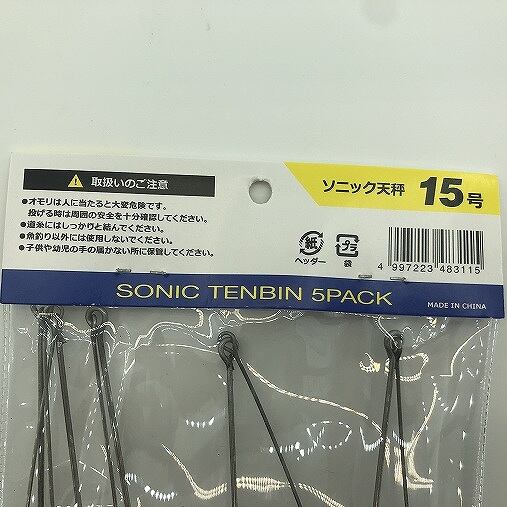 取扱いのご注意
●オモリは人に当たると大変危険です。
投げる時は周囲の安全を十分確認してください。
●道糸にはしっかりと結んでください。
●魚釣り以外には使用しないでください。
●子供や幼児の手の届かない所に保管してください。
ソニック天秤 15号
紙
ヘッダー
プラ
袋
4 997223 483115
SONIC TENBIN 5PACK
MADE IN CHINA